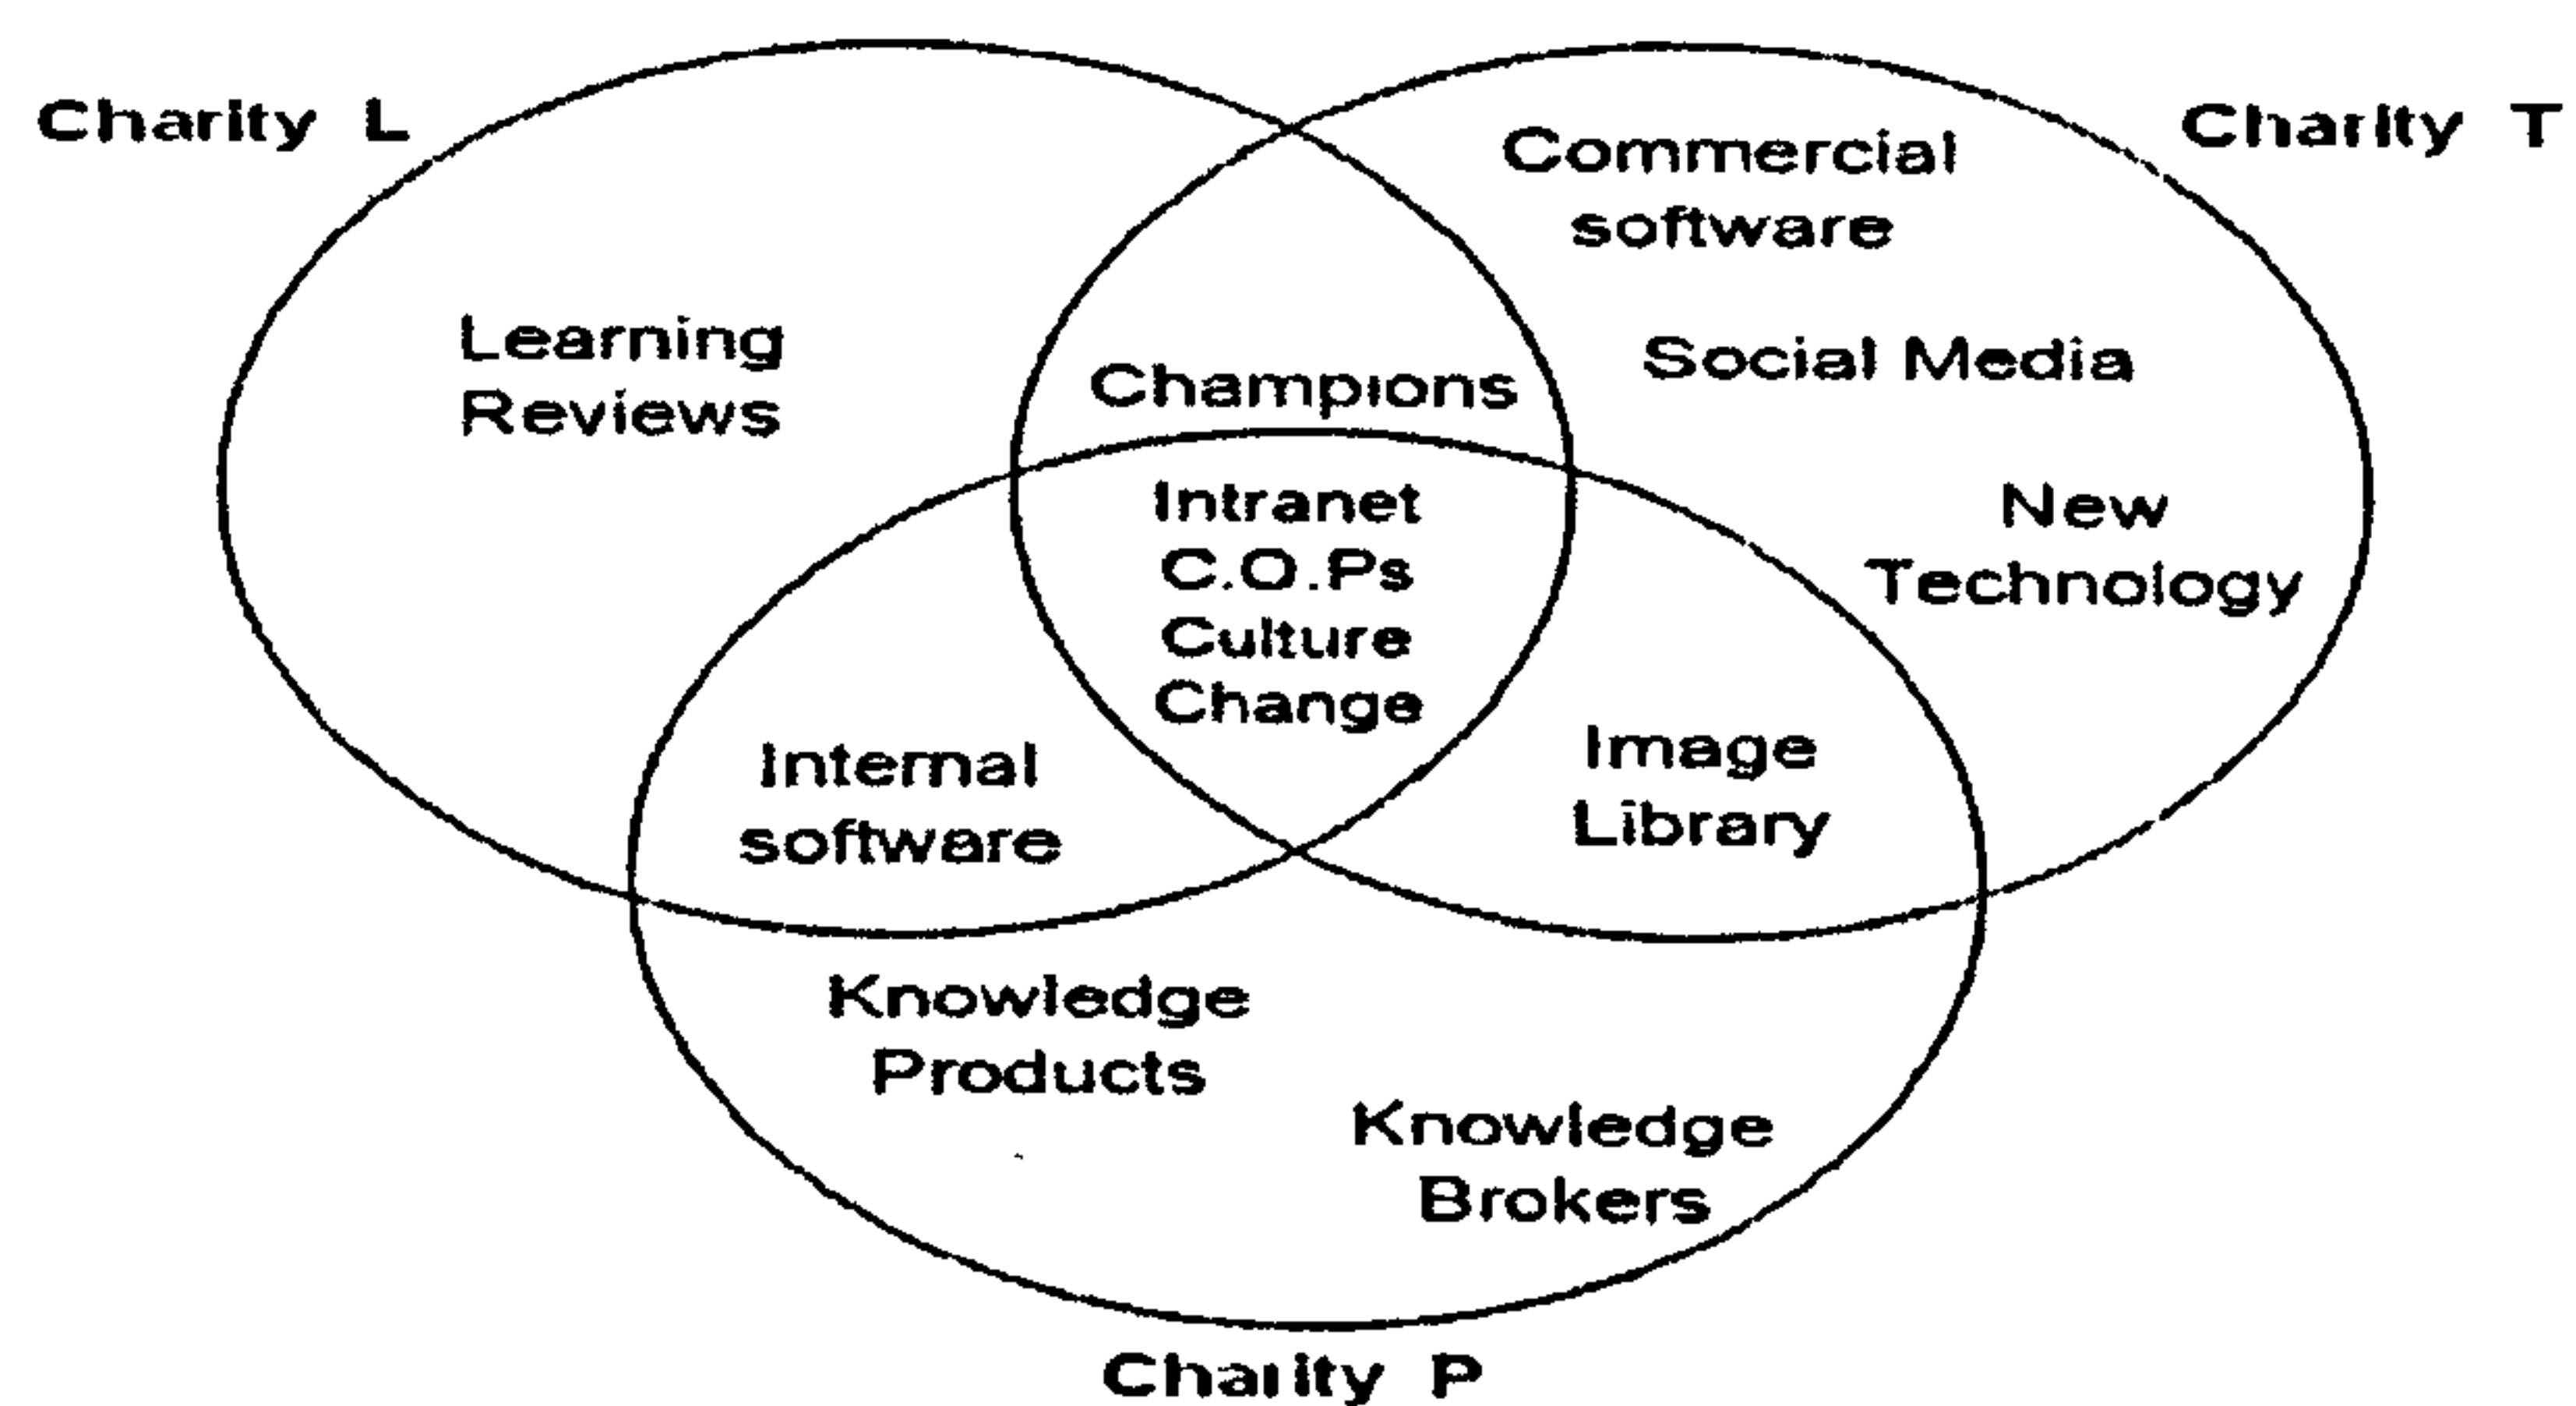 Charity L
Charity T
Commercial
software
Learning
Reviews
Social Media
Champions
New
Technology
Intranet
C.O.Ps
Culture
Change
Internal
software
Image
Library
Knowledge
Products
Knowledge
Brokers
Charity P